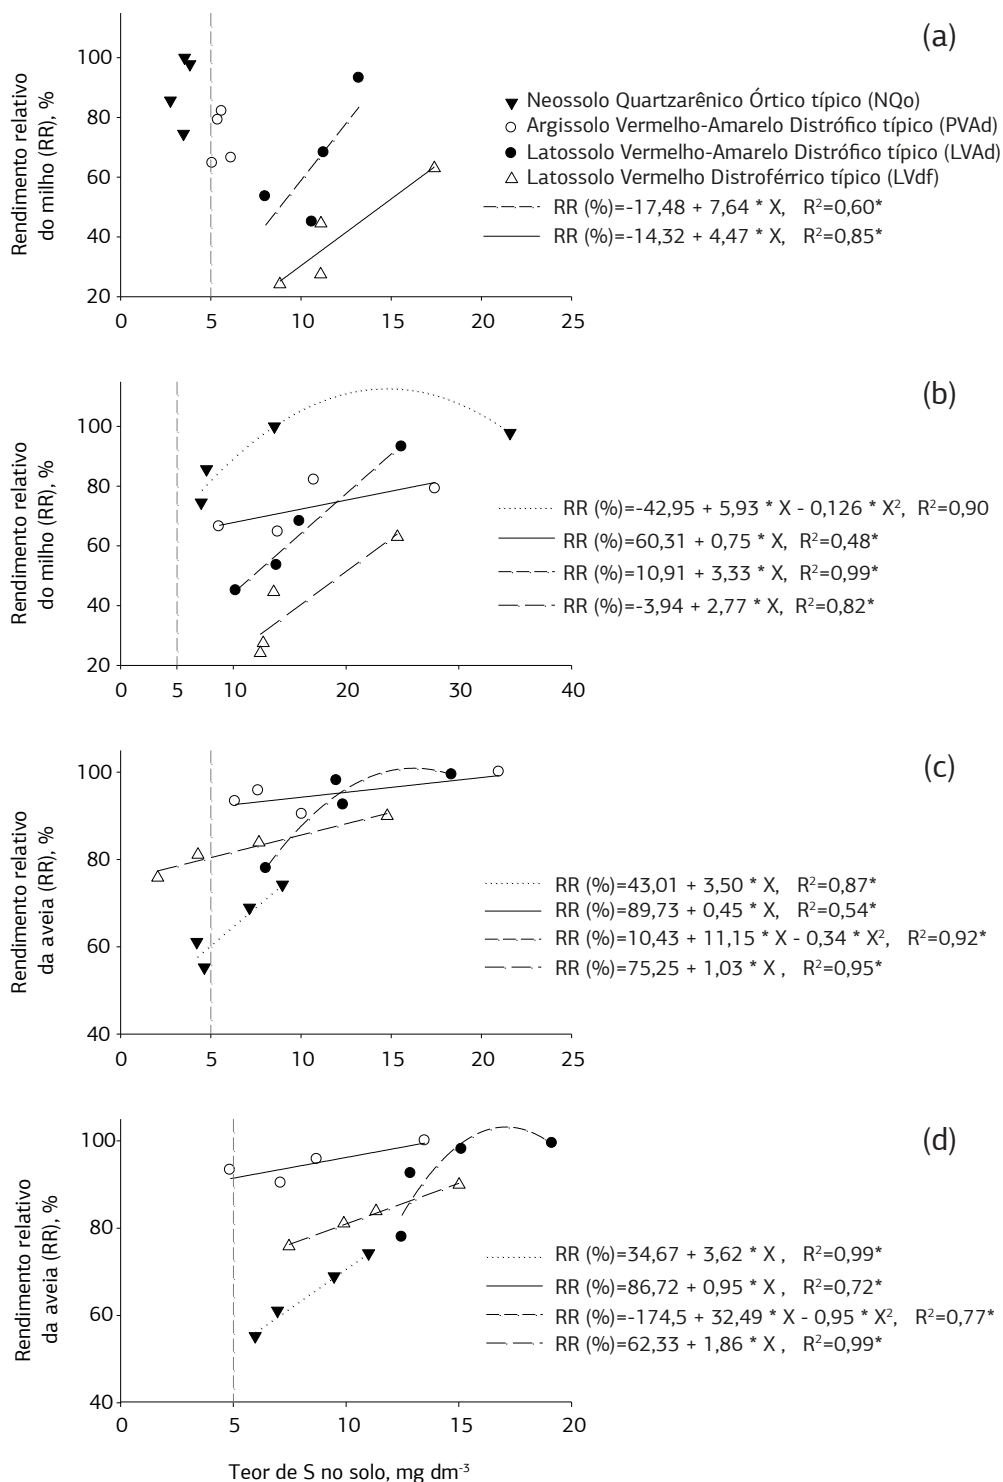 (a)
Rendimento relativo
do milho (RR), %
100
80
60
40
20
0 5 10 15 20 25
Neossolo Quartzarênico Órtico típico (NQo)
Argissolo Vermelho-Amarelo Distrófico típico (PVAd)
Latossolo Vermelho-Amarelo Distrófico típico (LVAd)
Latossolo Vermelho Distroférrico típico (LVdf)
RR (%)=-17,48 + 7,64 * X, R²=0,60*
RR (%)=-14,32 + 4,47 * X, R²=0,85*
(b)
Rendimento relativo
do milho (RR), %
100
80
60
40
20
0 5 10 20 30 40
RR (%)=-42,95 + 5,93 * X - 0,126 * X², R²=0,90
RR (%)=60,31 + 0,75 * X, R²=0,48*
RR (%)=10,91 + 3,33 * X, R²=0,99*
RR (%)=-3,94 + 2,77 * X, R²=0,82*
(c)
Rendimento relativo
da aveia (RR), %
100
80
60
40
0 5 10 15 20 25
RR (%)=43,01 + 3,50 * X, R²=0,87*
RR (%)=89,73 + 0,45 * X, R²=0,54*
RR (%)=10,43 + 11,15 * X - 0,34 * X², R²=0,92*
RR (%)=75,25 + 1,03 * X , R²=0,95*
(d)
Rendimento relativo
da aveia (RR), %
100
80
60
40
0 5 10 15 20
RR (%)=34,67 + 3,62 * X , R²=0,99*
RR (%)=86,72 + 0,95 * X , R²=0,72*
RR (%)=-174,5 + 32,49 * X - 0,95 * X², R²=0,77*
RR (%)=62,33 + 1,86 * X , R²=0,99*
Teor de S no solo, mg dm⁻³